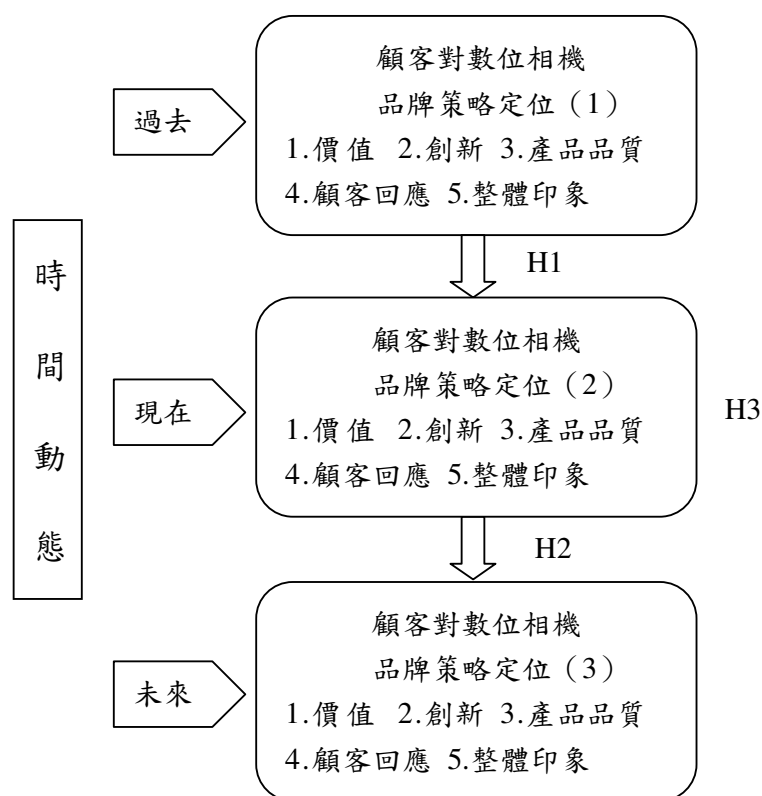 顧客對數位相機
品牌策略定位（1）
過去
1.價值 2.創新 3.產品品質
4.顧客回應 5.整體印象
H1
時間動態
顧客對數位相機
品牌策略定位（2）
現在
1.價值 2.創新 3.產品品質
H3
4.顧客回應 5.整體印象
H2
顧客對數位相機
品牌策略定位（3）
未來
1.價值 2.創新 3.產品品質
4.顧客回應 5.整體印象